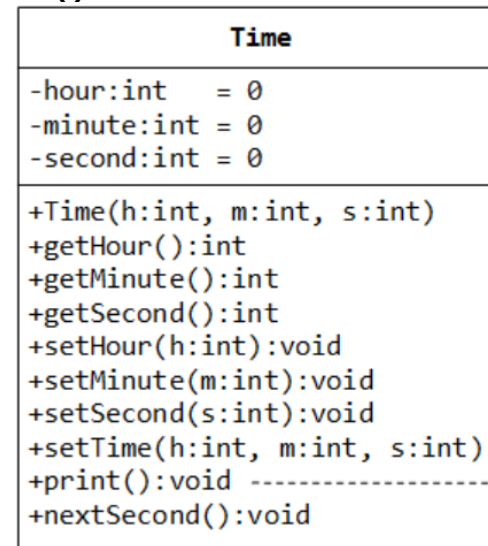 Time
-hour:int = 0
-minute:int = 0
-second:int = 0
+Time(h:int, m:int, s:int)
+getHour():int
+getMinute():int
+getSecond():int
+setHour(h:int):void
+setMinute(m:int):void
+setSecond(s:int):void
+setTime(h:int, m:int, s:int)
+print():void
+nextSecond():void